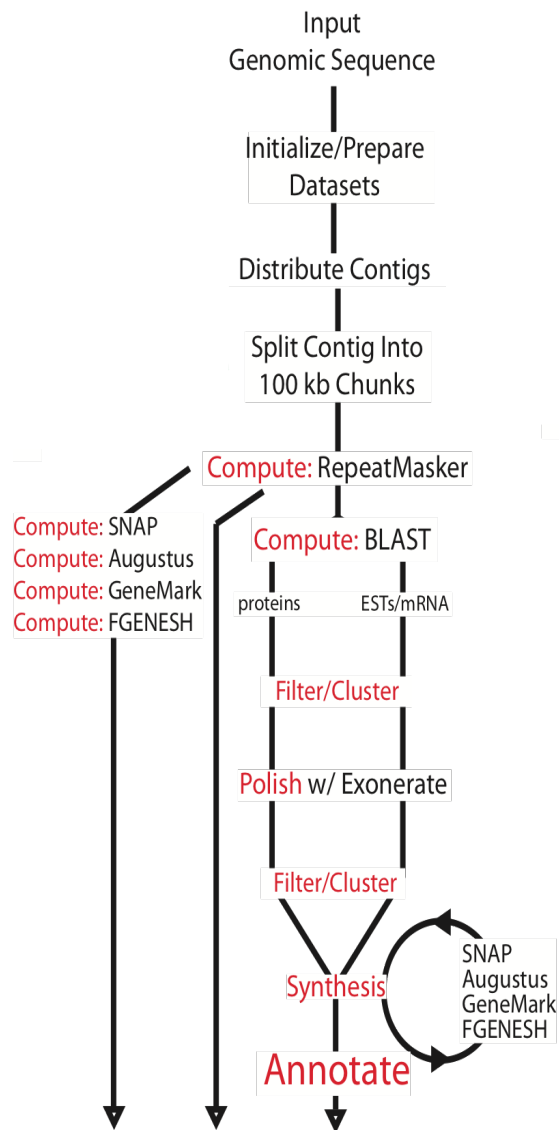 Input
Genomic Sequence
Initialize/Prepare
Datasets
Distribute Contigs
Split Contig Into
100 kb Chunks
Compute: RepeatMasker
Compute: SNAP
Compute: Augustus
Compute: GeneMark
Compute: FGENESH
Compute: BLAST
proteins
ESTs/mRNA
Filter/Cluster
Polish w/ Exonerate
Filter/Cluster
Synthesis
SNAP
Augustus
GeneMark
FGENESH
Annotate